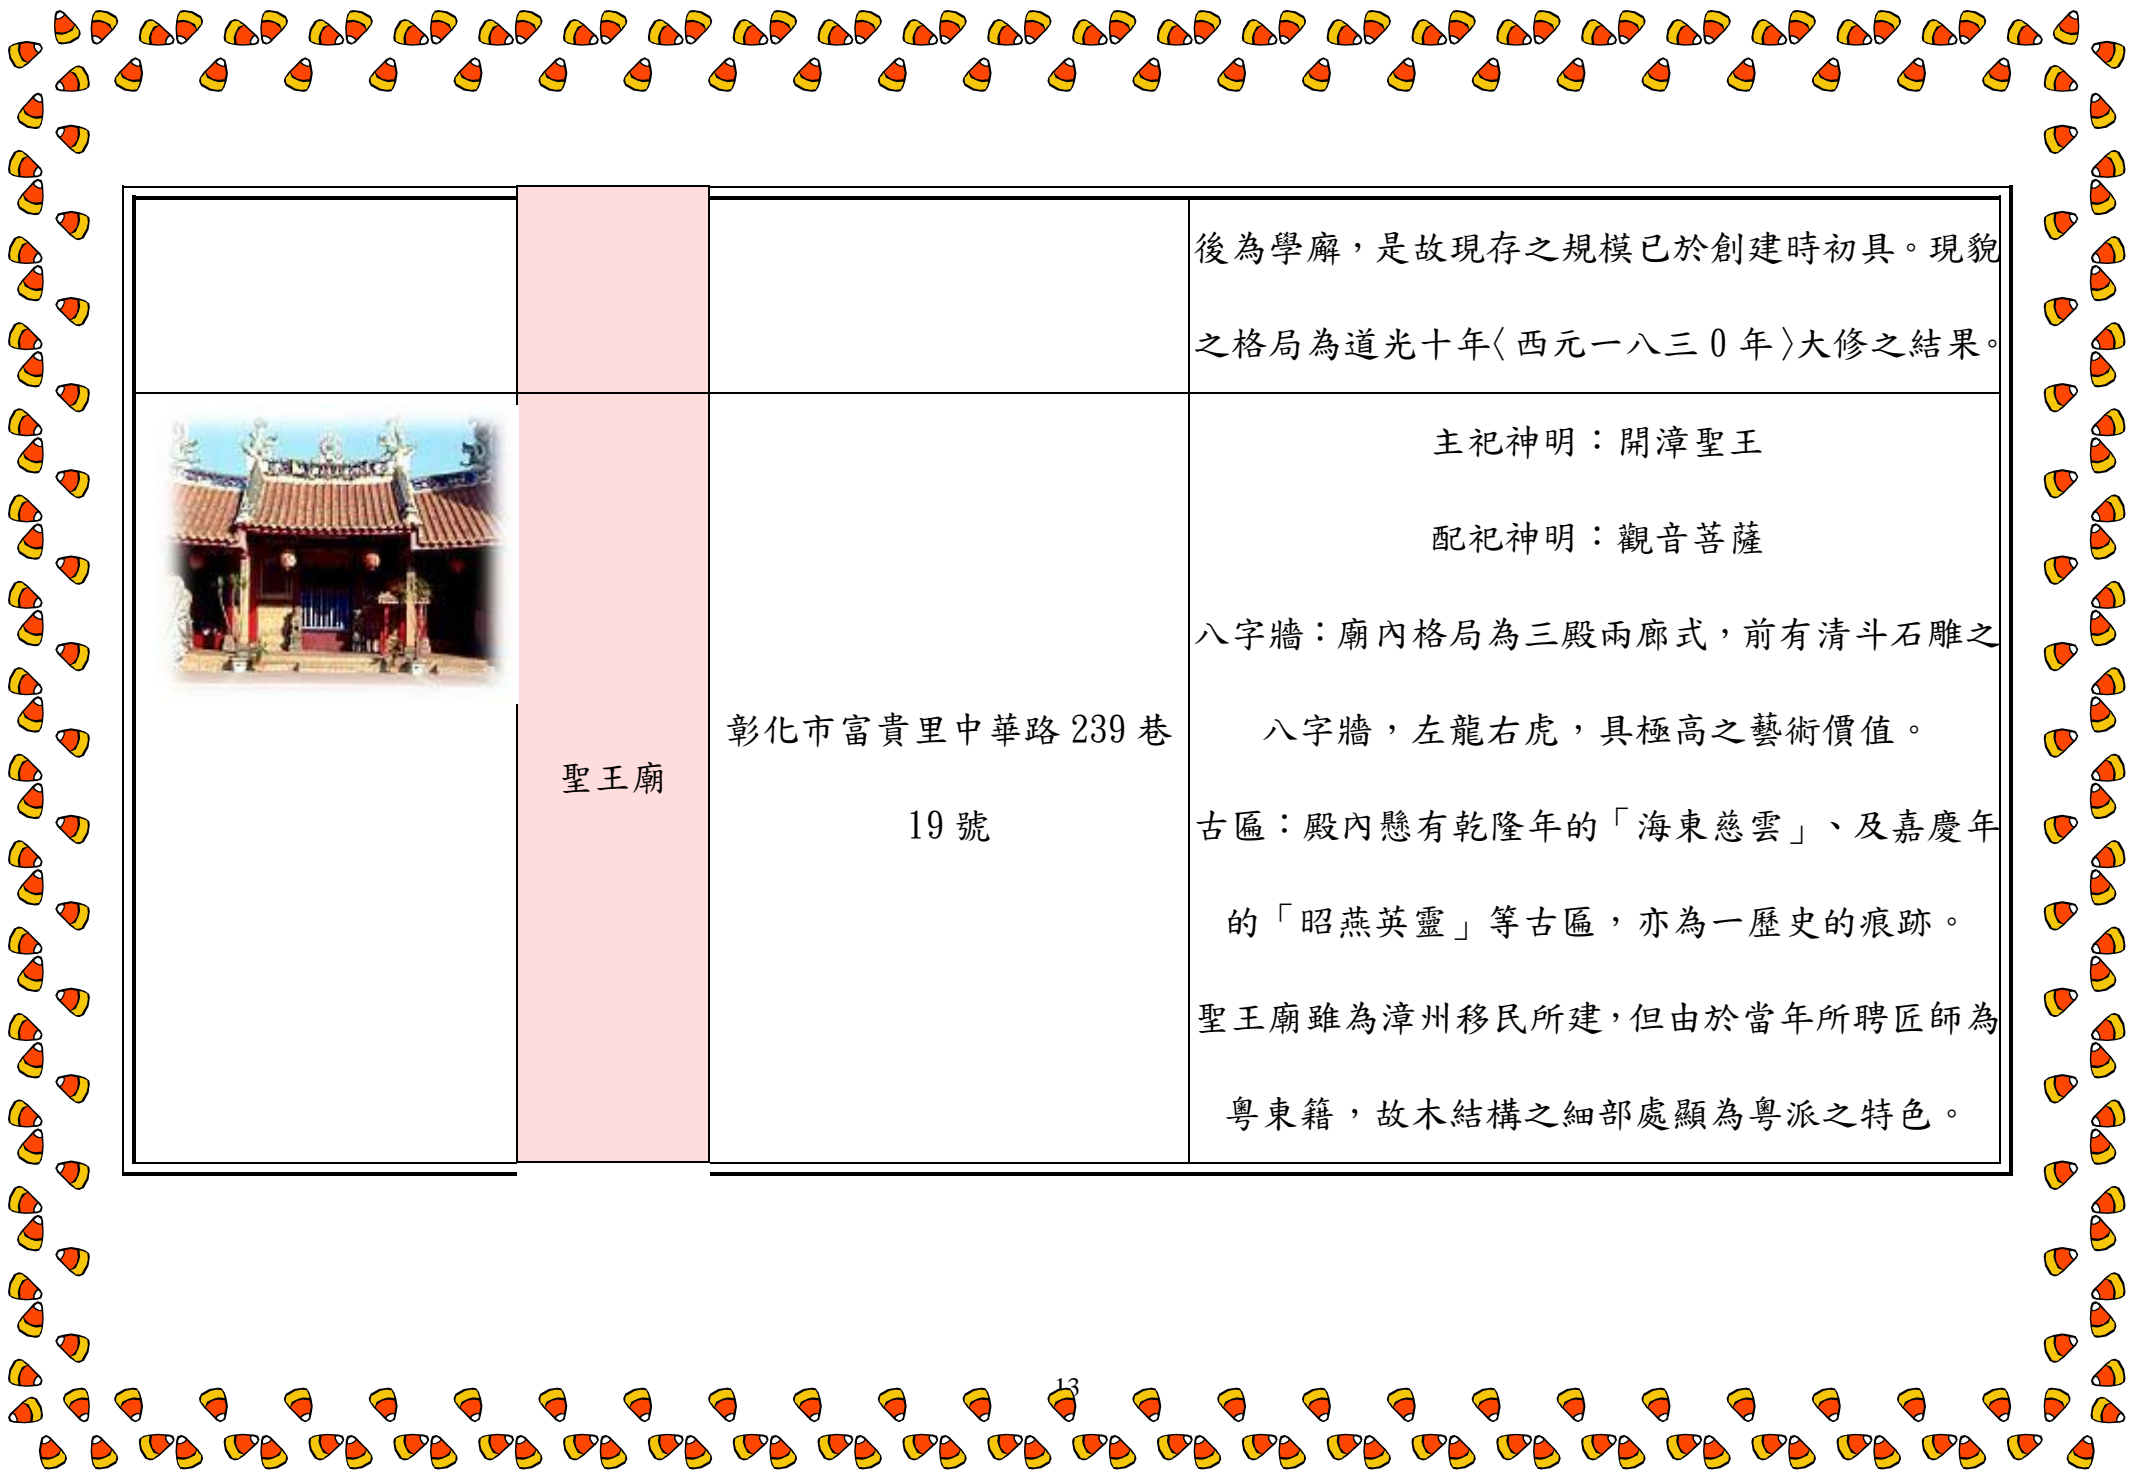 後為學廨，是故現存之規模已於創建時初具。現貌
之格局為道光十年〈西元一八三0年〉大修之結果。
聖王廟
彰化市富貴里中華路 239 巷
19 號
主祀神明：開漳聖王
配祀神明：觀音菩薩
八字牆：廟內格局為三殿兩廊式，前有清斗石雕之
八字牆，左龍右虎，具極高之藝術價值。
古匾：殿內懸有乾隆年的「海東慈雲」、及嘉慶年
的「昭燕英靈」等古匾，亦為一歷史的痕跡。
聖王廟雖為漳州移民所建，但由於當年所聘匠師為
粵東籍，故木結構之細部處顯為粵派之特色。
13